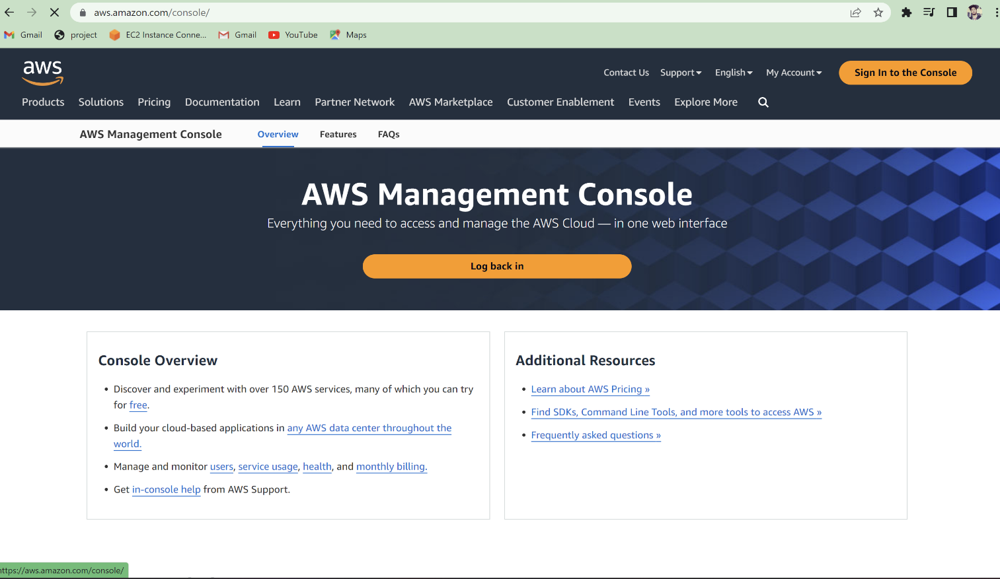 aws.amazon.com/console/
Gmail project EC2 Instance Conne... Gmail YouTube Maps
aws
Contact Us Support English My Account Sign In to the Console
Products Solutions Pricing Documentation Learn Partner Network AWS Marketplace Customer Enablement Events Explore More
AWS Management Console Overview Features FAQs
AWS Management Console
Everything you need to access and manage the AWS Cloud — in one web interface
Log back in
Console Overview
• Discover and experiment with over 150 AWS services, many of which you can try
for free.
• Build your cloud-based applications in any AWS data center throughout the
world.
• Manage and monitor users, service usage, health, and monthly billing.
• Get in-console help from AWS Support.
Additional Resources
• Learn about AWS Pricing »
• Find SDKs, Command Line Tools, and more tools to access AWS »
• Frequently asked questions »
https://aws.amazon.com/console/